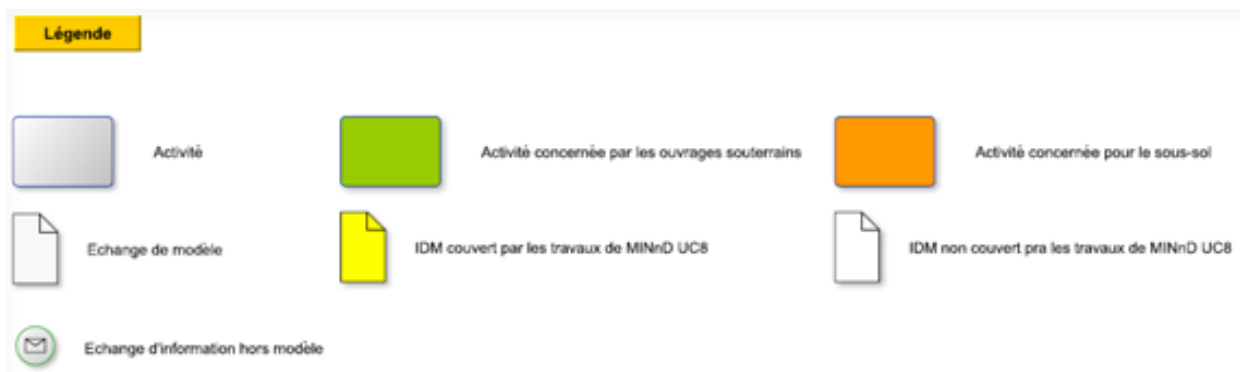 Légende
Activité
Activité concernée par les ouvrages souterrains
Activité concernée pour le sous-sol
Echange de modèle
IDM couvert par les travaux de MINnD UC8
IDM non couvert pra les travaux de MINnD UC8
Echange d'information hors modèle